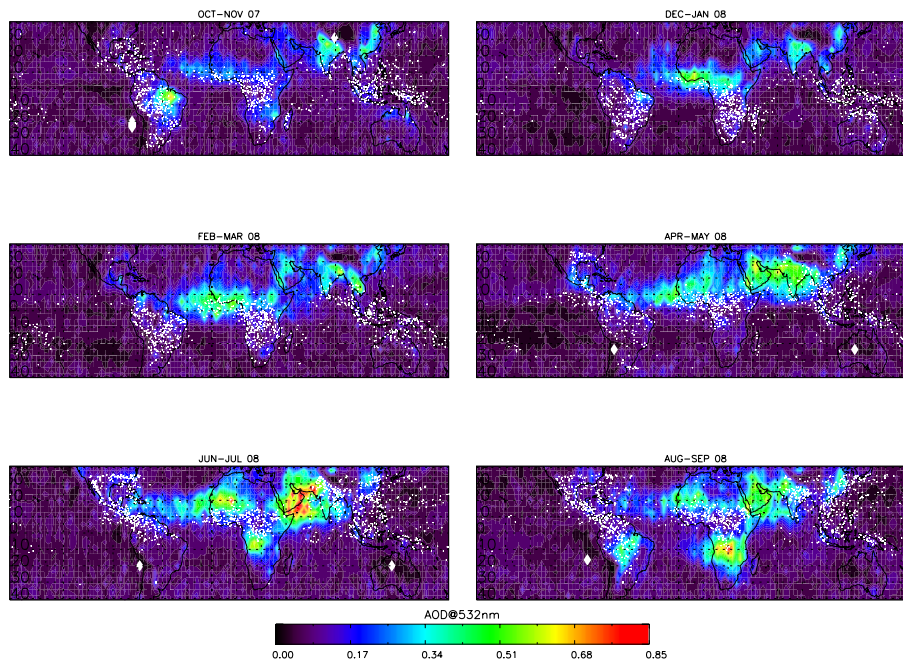 OCT-NOV 07
DEC-JAN 08
FEB-MAR 08
APR-MAY 08
JUN-JUL 08
AUG-SEP 08
AOD@532nm
0.00 0.17 0.34 0.51 0.68 0.85